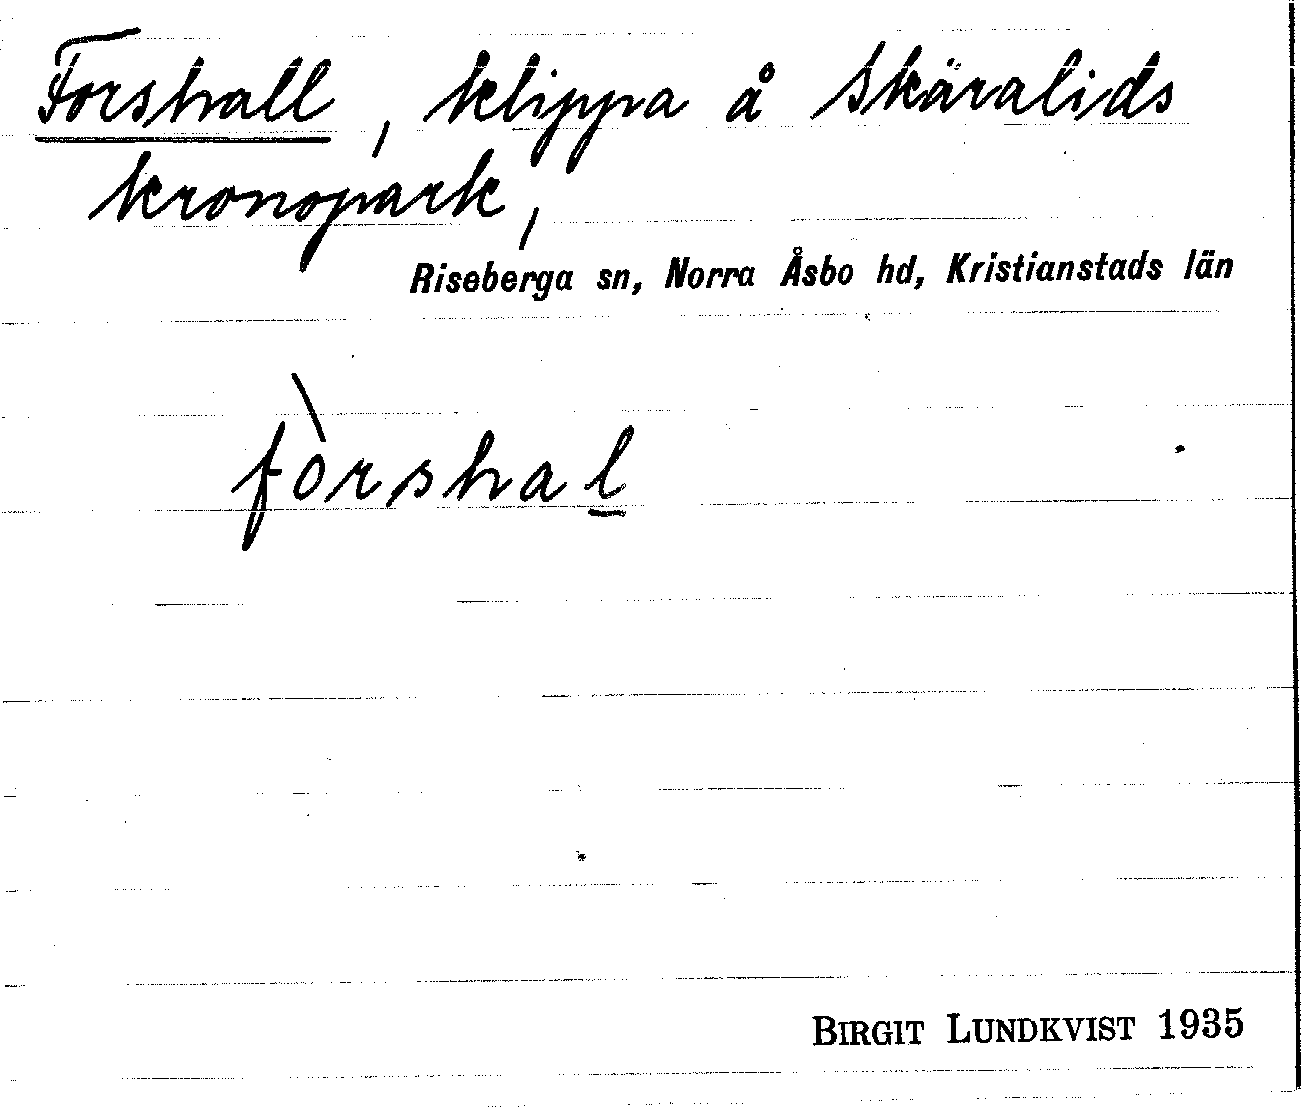 Forshall, klippa å Skäralids
kronopark,
Riseberga sn, Norra Åsbo hd, Kristianstads län
fòrshal
BIRGIT LUNDKVIST 1935